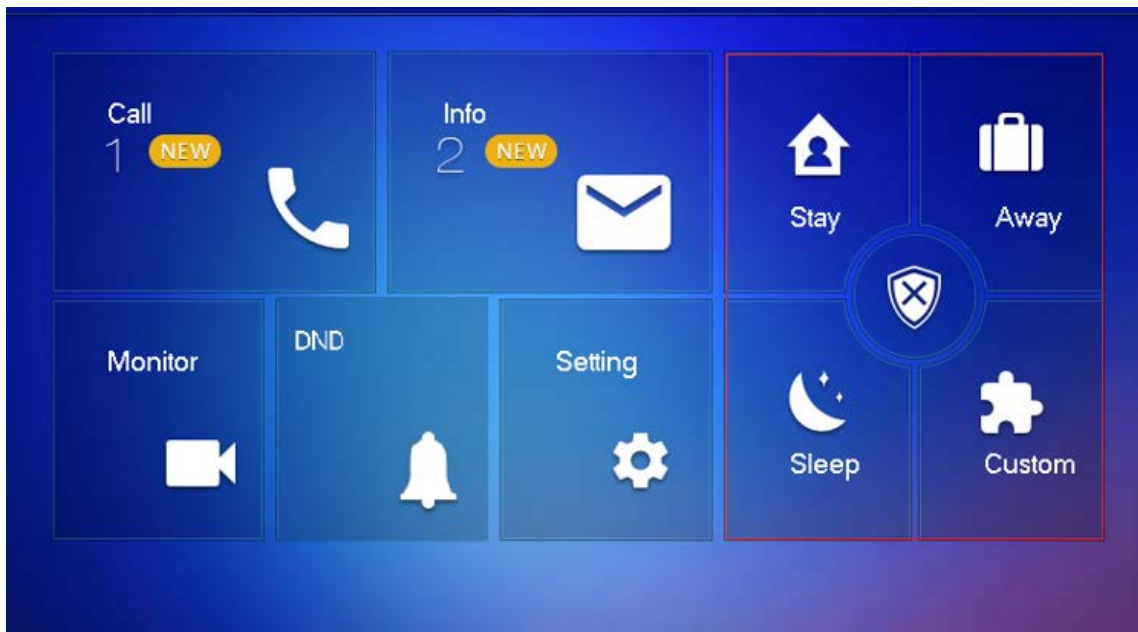 Call
1 NEW
Info
2 NEW
Stay
Away
Monitor
DND
Setting
Sleep
Custom